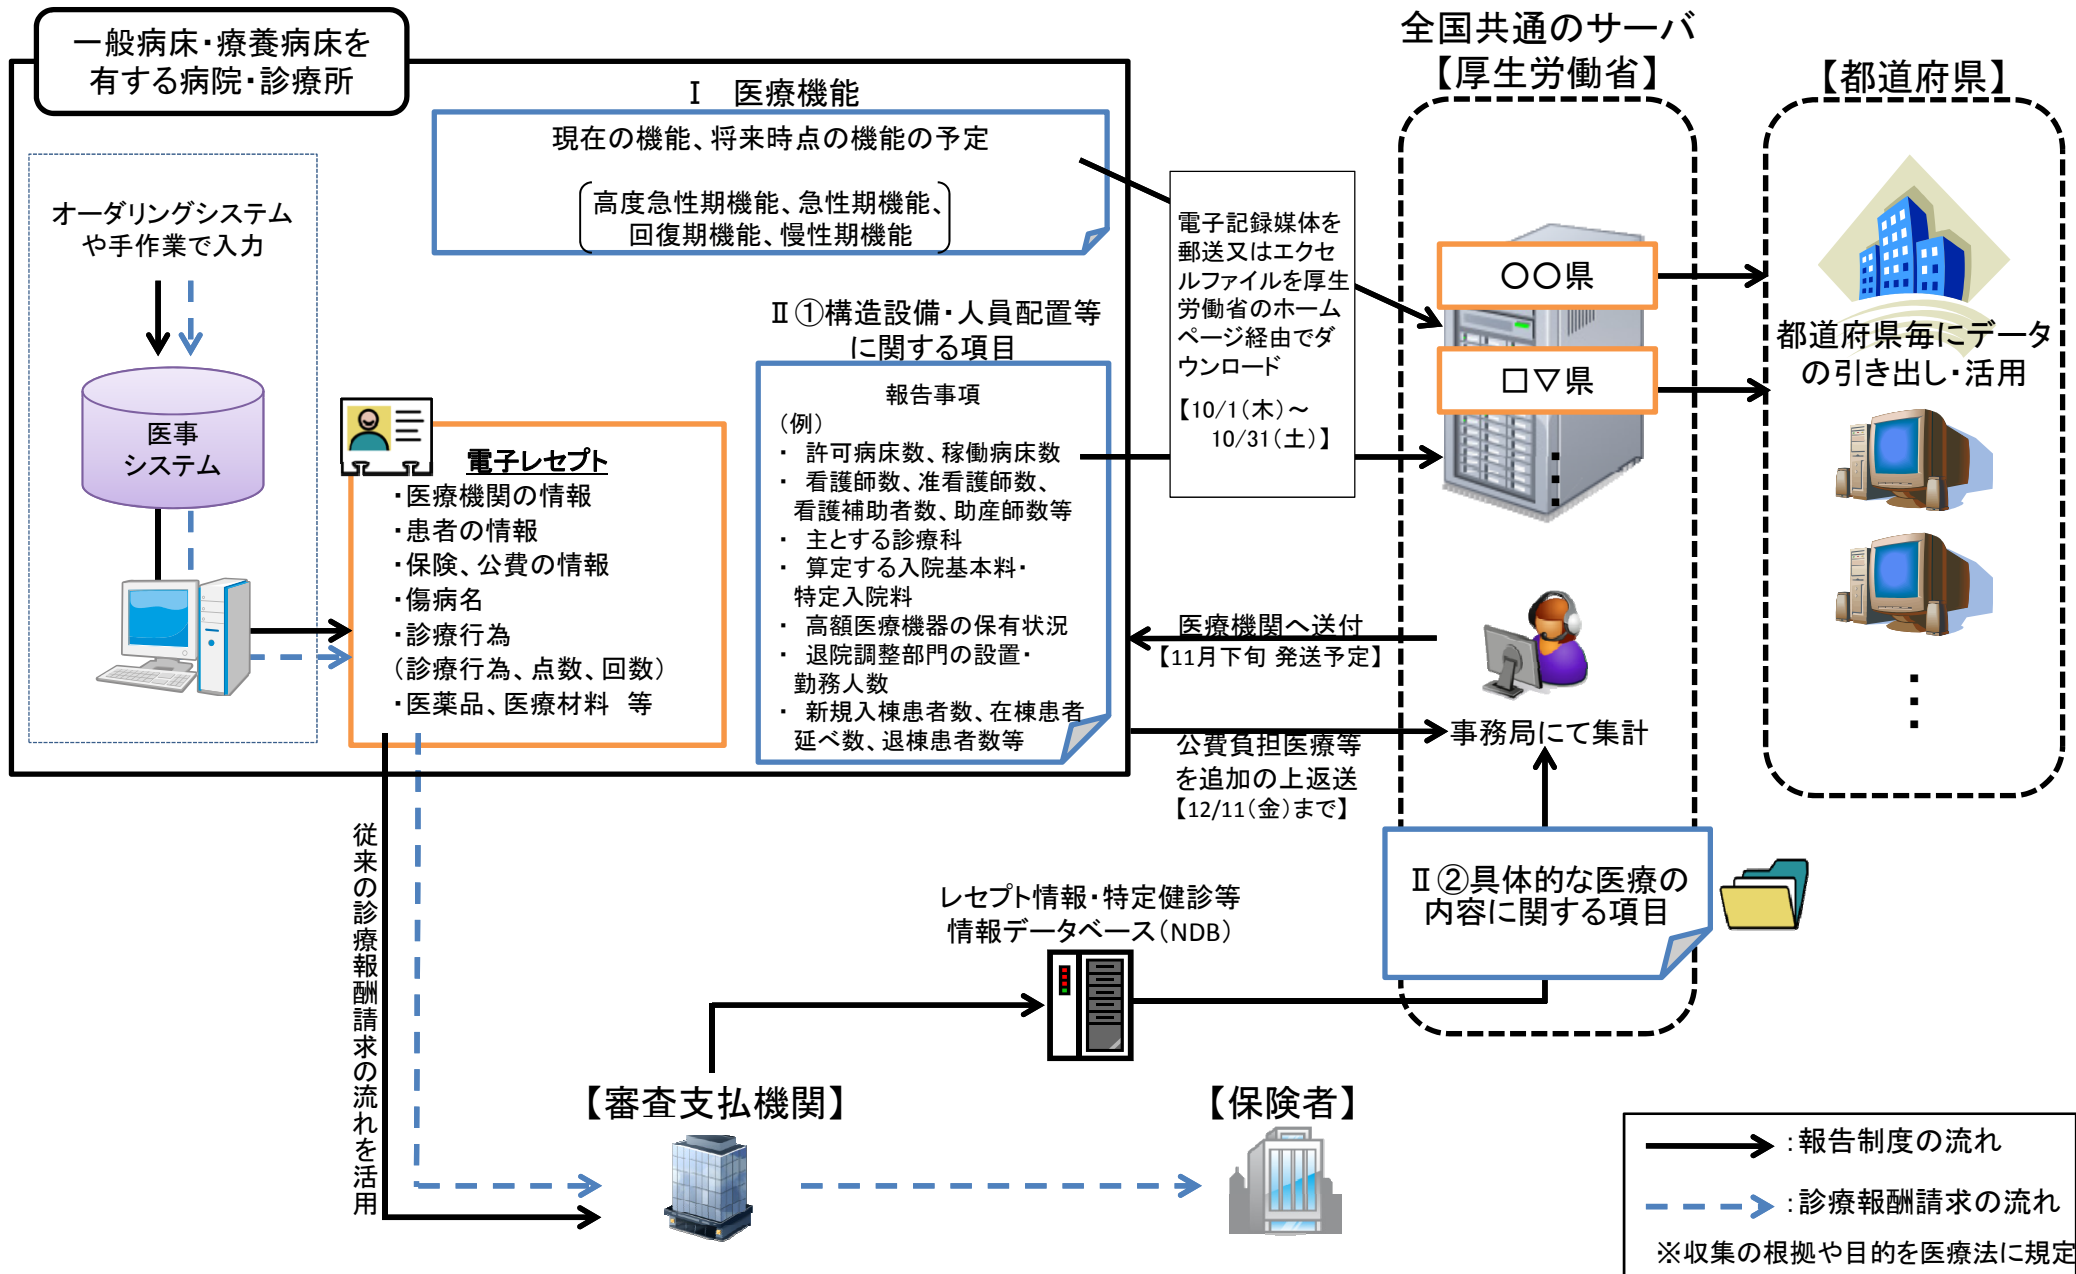 一般病床・療養病床を
有する病院・診療所
オーダリングシステム
や手作業で入力
医事
システム
電子レセプト
・医療機関の情報
・患者の情報
・保険、公費の情報
・傷病名
・診療行為
（診療行為、点数、回数）
・医薬品、医療材料　等
Ⅰ　医療機能
現在の機能、将来時点の機能の予定
高度急性期機能、急性期機能、
回復期機能、慢性期機能
Ⅱ①構造設備・人員配置等
に関する項目
報告事項
（例）
・ 許可病床数、稼働病床数
・ 看護師数、准看護師数、
看護補助者数、助産師数等
・ 主とする診療科
・ 算定する入院基本料・
特定入院料
・ 高額医療機器の保有状況
・ 退院調整部門の設置・
勤務人数
・ 新規入棟患者数、在棟患者
延べ数、退棟患者数等
電子記録媒体を
郵送又はエクセ
ルファイルを厚生
労働省のホーム
ページ経由でダ
ウンロード
【10/1（木）～
10/31（土）】
全国共通のサーバ
【厚生労働省】
○○県
□▽県
【都道府県】
都道府県毎にデータ
の引き出し・活用
医療機関へ送付
【11月下旬 発送予定】
事務局にて集計
公費負担医療等
を追加の上返送
【12/11（金）まで】
Ⅱ②具体的な医療の
内容に関する項目
レセプト情報・特定健診等
情報データベース（NDB）
従来の診療報酬請求の流れを活用
【審査支払機関】
【保険者】
：報告制度の流れ
：診療報酬請求の流れ
※収集の根拠や目的を医療法に規定